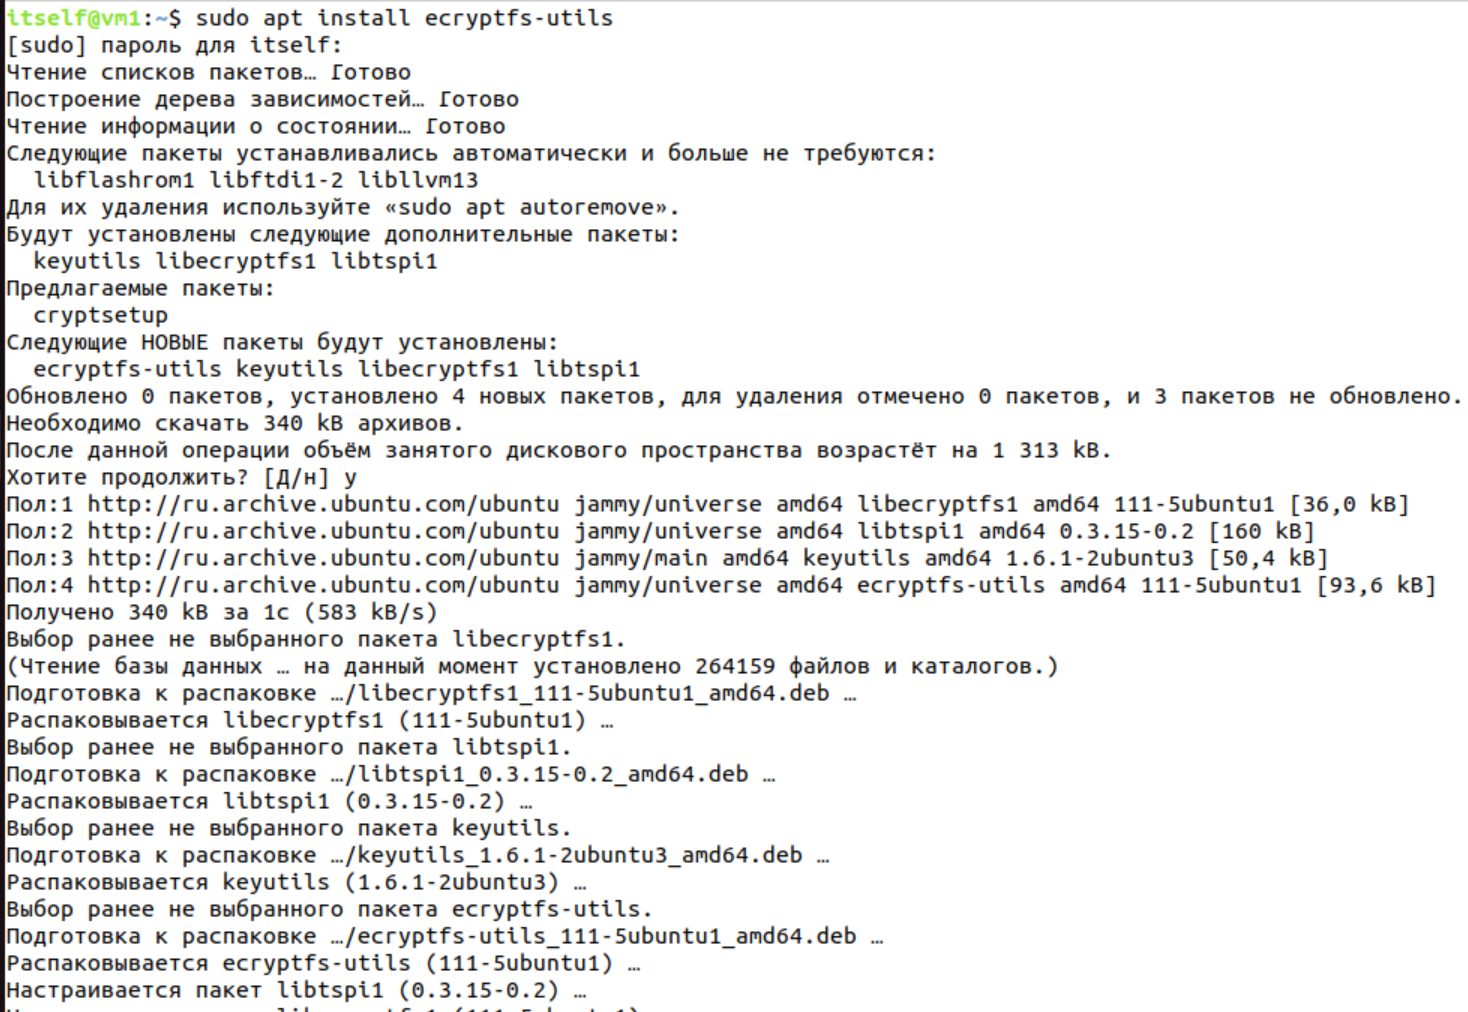 itself@vm1:~$ sudo apt install ecryptfs-utils
[sudo] пароль для itself:
Чтение списков пакетов… Готово
Построение дерева зависимостей… Готово
Чтение информации о состоянии… Готово
Следующие пакеты устанавливались автоматически и больше не требуются:
  libflashrom1 libftdi1-2 libllvm13
Для их удаления используйте «sudo apt autoremove».
Будут установлены следующие дополнительные пакеты:
  keyutils libecryptfs1 libtspi1
Предлагаемые пакеты:
  cryptsetup
Следующие НОВЫЕ пакеты будут установлены:
  ecryptfs-utils keyutils libecryptfs1 libtspi1
Обновлено 0 пакетов, установлено 4 новых пакетов, для удаления отмечено 0 пакетов, и 3 пакетов не обновлено.
Необходимо скачать 340 kB архивов.
После данной операции объём занятого дискового пространства возрастёт на 1 313 kB.
Хотите продолжить? [Д/н] y
Пол:1 http://ru.archive.ubuntu.com/ubuntu jammy/universe amd64 libecryptfs1 amd64 111-5ubuntu1 [36,0 kB]
Пол:2 http://ru.archive.ubuntu.com/ubuntu jammy/universe amd64 libtspi1 amd64 0.3.15-0.2 [160 kB]
Пол:3 http://ru.archive.ubuntu.com/ubuntu jammy/main amd64 keyutils amd64 1.6.1-2ubuntu3 [50,4 kB]
Пол:4 http://ru.archive.ubuntu.com/ubuntu jammy/universe amd64 ecryptfs-utils amd64 111-5ubuntu1 [93,6 kB]
Получено 340 kB за 1с (583 kB/s)
Выбор ранее не выбранного пакета libecryptfs1.
(Чтение базы данных … на данный момент установлено 264159 файлов и каталогов.)
Подготовка к распаковке …/libecryptfs1_111-5ubuntu1_amd64.deb …
Распаковывается libecryptfs1 (111-5ubuntu1) …
Выбор ранее не выбранного пакета libtspi1.
Подготовка к распаковке …/libtspi1_0.3.15-0.2_amd64.deb …
Распаковывается libtspi1 (0.3.15-0.2) …
Выбор ранее не выбранного пакета keyutils.
Подготовка к распаковке …/keyutils_1.6.1-2ubuntu3_amd64.deb …
Распаковывается keyutils (1.6.1-2ubuntu3) …
Выбор ранее не выбранного пакета ecryptfs-utils.
Подготовка к распаковке …/ecryptfs-utils_111-5ubuntu1_amd64.deb …
Распаковывается ecryptfs-utils (111-5ubuntu1) …
Настраивается пакет libtspi1 (0.3.15-0.2) …